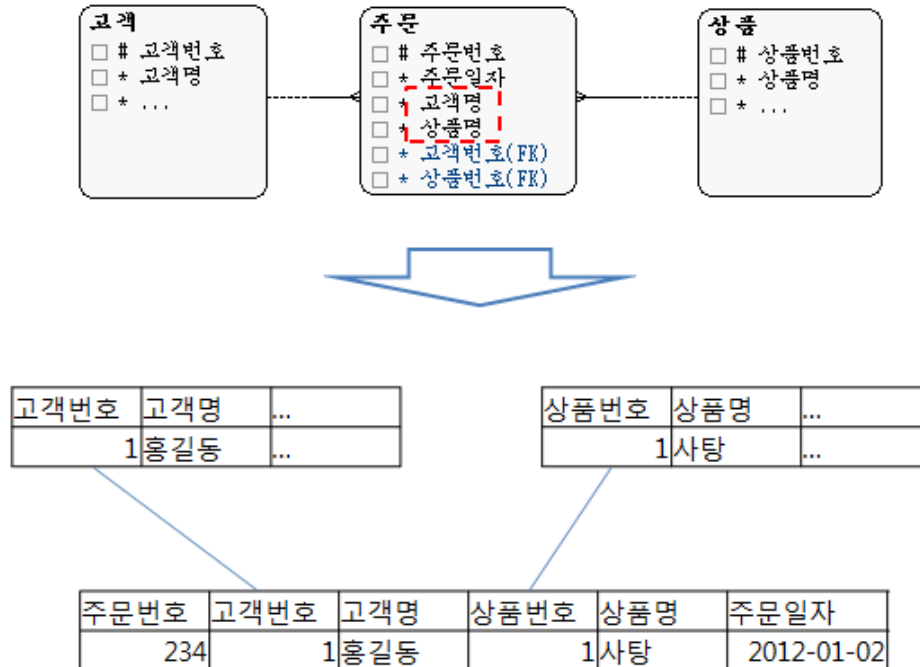 고객
# 고객번호
* 고객명
* ...
주문
# 주문번호
* 주문일자
* 고객명
* 상품명
* 고객번호(FK)
* 상품번호(FK)
상품
# 상품번호
* 상품명
* ...
고객번호 고객명 ...
1 홍길동 ...
상품번호 상품명 ...
1 사탕 ...
주문번호 고객번호 고객명 상품번호 상품명 주문일자
234 1 홍길동 1 사탕 2012-01-02